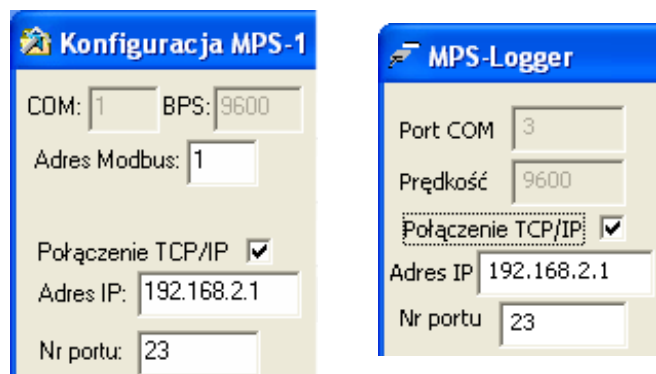 Konfiguracja MPS-1
COM: 1 BPS: 9600
Adres Modbus: 1
Połączenie TCP/IP
Adres IP: 192.168.2.1
Nr portu: 23
MPS-Logger
Port COM 3
Prędkość 9600
Połączenie TCP/IP
Adres IP 192.168.2.1
Nr portu 23